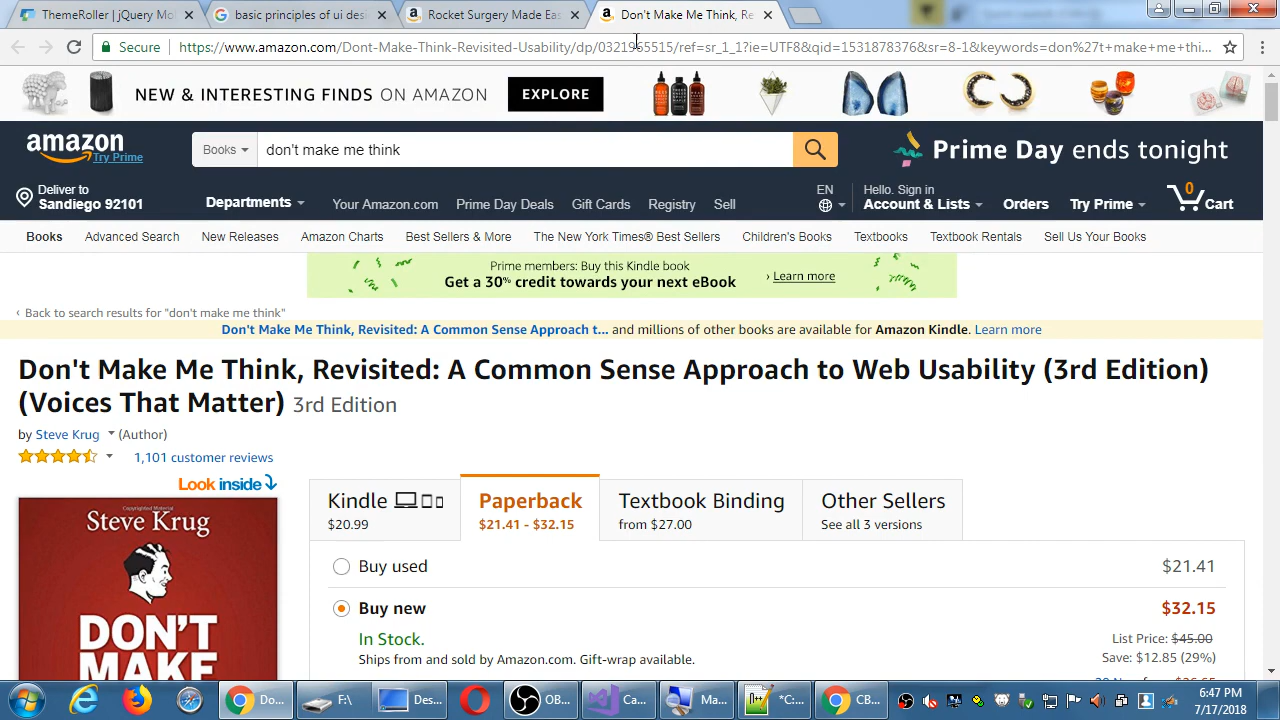 ThemeRoller | jQuery Mo
basic principles of ui desi
Rocket Surgery Made Eas
Don't Make Me Think, Re
Secure
https://www.amazon.com/Dont-Make-Think-Revisited-Usability/dp/0321965515/ref=sr_1_1?ie=UTF8&qid=1531878376&sr=8-1&keywords=don%27t+make+me+thi...
NEW & INTERESTING FINDS ON AMAZON
EXPLORE
amazon
Try Prime
Books
don't make me think
Prime Day ends tonight
Deliver to
Sandiego 92101
Departments
Your Amazon.com
Prime Day Deals
Gift Cards
Registry
Sell
EN
Hello. Sign in
Account & Lists
Orders
Try Prime
0
Cart
Books
Advanced Search
New Releases
Amazon Charts
Best Sellers & More
The New York Times® Best Sellers
Children's Books
Textbooks
Textbook Rentals
Sell Us Your Books
Prime members: Buy this Kindle book
Get a 30% credit towards your next eBook
› Learn more
‹ Back to search results for "don't make me think"
Don't Make Me Think, Revisited: A Common Sense Approach t... and millions of other books are available for Amazon Kindle. Learn more
Don't Make Me Think, Revisited: A Common Sense Approach to Web Usability (3rd Edition)
(Voices That Matter) 3rd Edition
by Steve Krug (Author)
1,101 customer reviews
Look inside
Steve Krug
DON'T
MAKE
Kindle
$20.99
Paperback
$21.41 - $32.15
Textbook Binding
from $27.00
Other Sellers
See all 3 versions
Buy used
$21.41
Buy new
$32.15
In Stock.
Ships from and sold by Amazon.com. Gift-wrap available.
List Price: $45.00
Save: $12.85 (29%)
Do...
F:\
Des...
OB...
Ca...
Ma...
*C:...
CB...
6:47 PM
7/17/2018